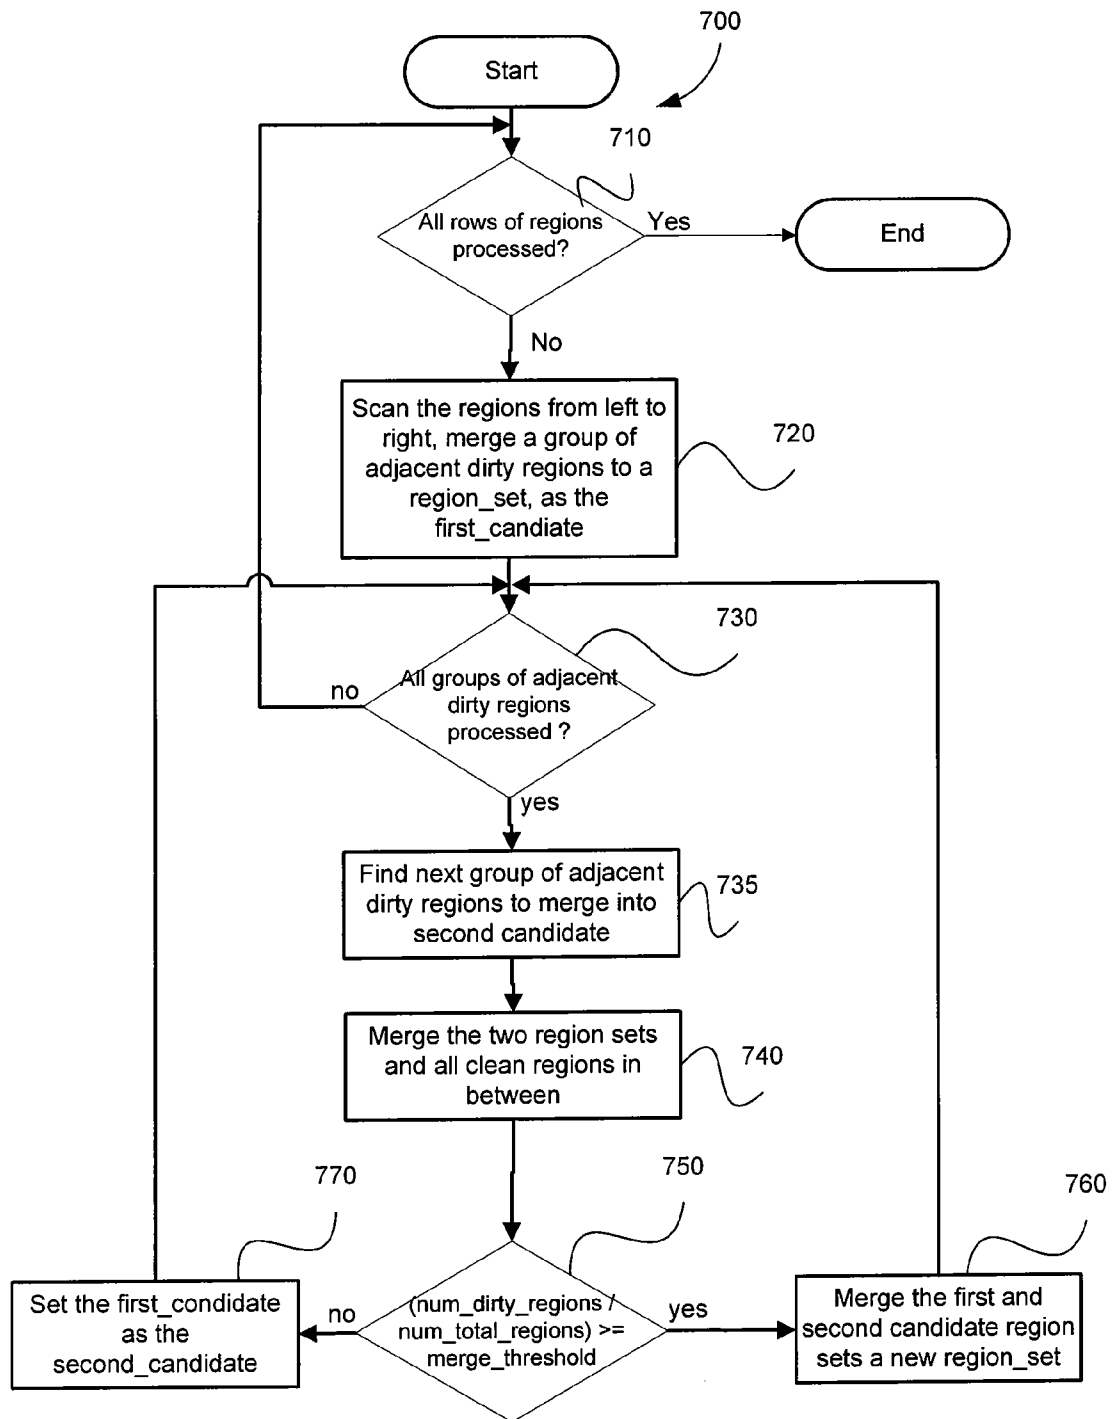 Start
700
710
All rows of regions
processed?
Yes
End
No
Scan the regions from left to
right, merge a group of
adjacent dirty regions to a
region_set, as the
first_candiate
720
730
All groups of adjacent
dirty regions
processed ?
no
yes
Find next group of adjacent
dirty regions to merge into
second candidate
735
Merge the two region sets
and all clean regions in
between
740
750
770
760
Set the first_condidate
as the
second_candidate
no
(num_dirty_regions /
num_total_regions) >=
merge_threshold
yes
Merge the first and
second candidate region
sets a new region_set